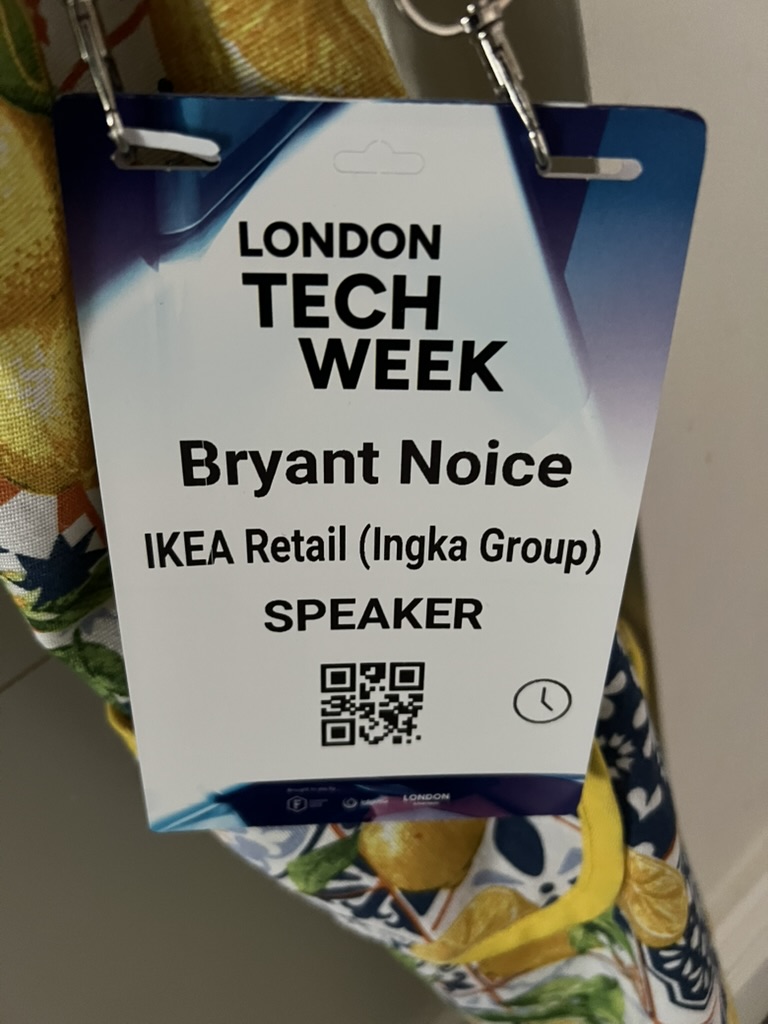 LONDON
TECH
WEEK
Bryant Noice
IKEA Retail (Ingka Group)
SPEAKER
LONDON